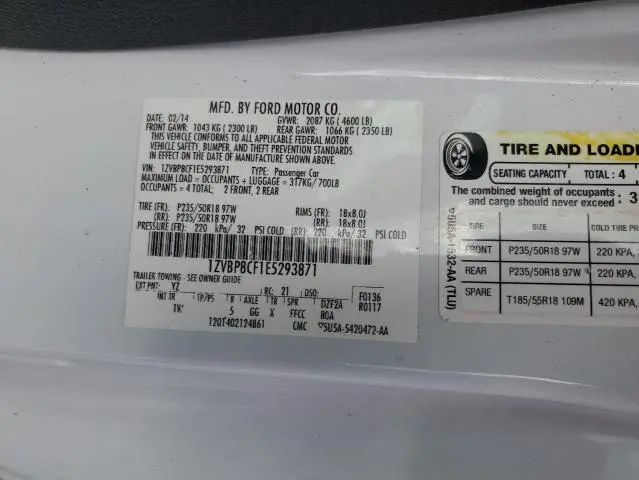 MFD. BY FORD MOTOR CO.
DATE: 02/14 GVWR: 2087 KG (4600 LB)
FRONT GAWR: 1043 KG (2300 LB) REAR GAWR: 1066 KG (2350 LB)
THIS VEHICLE CONFORMS TO ALL APPLICABLE FEDERAL MOTOR
VEHICLE SAFETY, BUMPER, AND THEFT PREVENTION STANDARDS
IN EFFECT ON THE DATE OF MANUFACTURE SHOWN ABOVE.
VIN: 1ZVBP8CF1E5293871 TYPE: Passenger Car
MAXIMUM LOAD = OCCUPANTS + LUGGAGE = 317KG/700LB
OCCUPANTS = 4 TOTAL; 2 FRONT, 2 REAR
TIRE (FR): P235/50R18 97W RIMS (FR): 18x8.0J
(RR): P235/50R18 97W (RR): 18x8.0J
PRESSURE (FR): 220 kPa/ 32 PSI COLD (RR): 220 kPa/ 32 PSI COLD
1ZVBP8CF1E5293871
TRAILER TOWING - SEE OWNER GUIDE
EXT PNT: YZ RC: 21 DSO: F0136
INT TR TP/PS R AXLE TR SPR DZF2A R0117
5 GG X FFCC 80A
120T402124861 CMC ▽5U5A-5420472-AA
TIRE AND LOADI
SEATING CAPACITY TOTAL: 4
The combined weight of occupants
and cargo should never exceed : 3
TIRE SIZE COLD TIRE PR
FRONT P235/50R18 97W 220 KPA,
REAR P235/50R18 97W 220 KPA,
SPARE T185/55R18 109M 420 KPA,
▽5U5A-1532-AA (TLU)